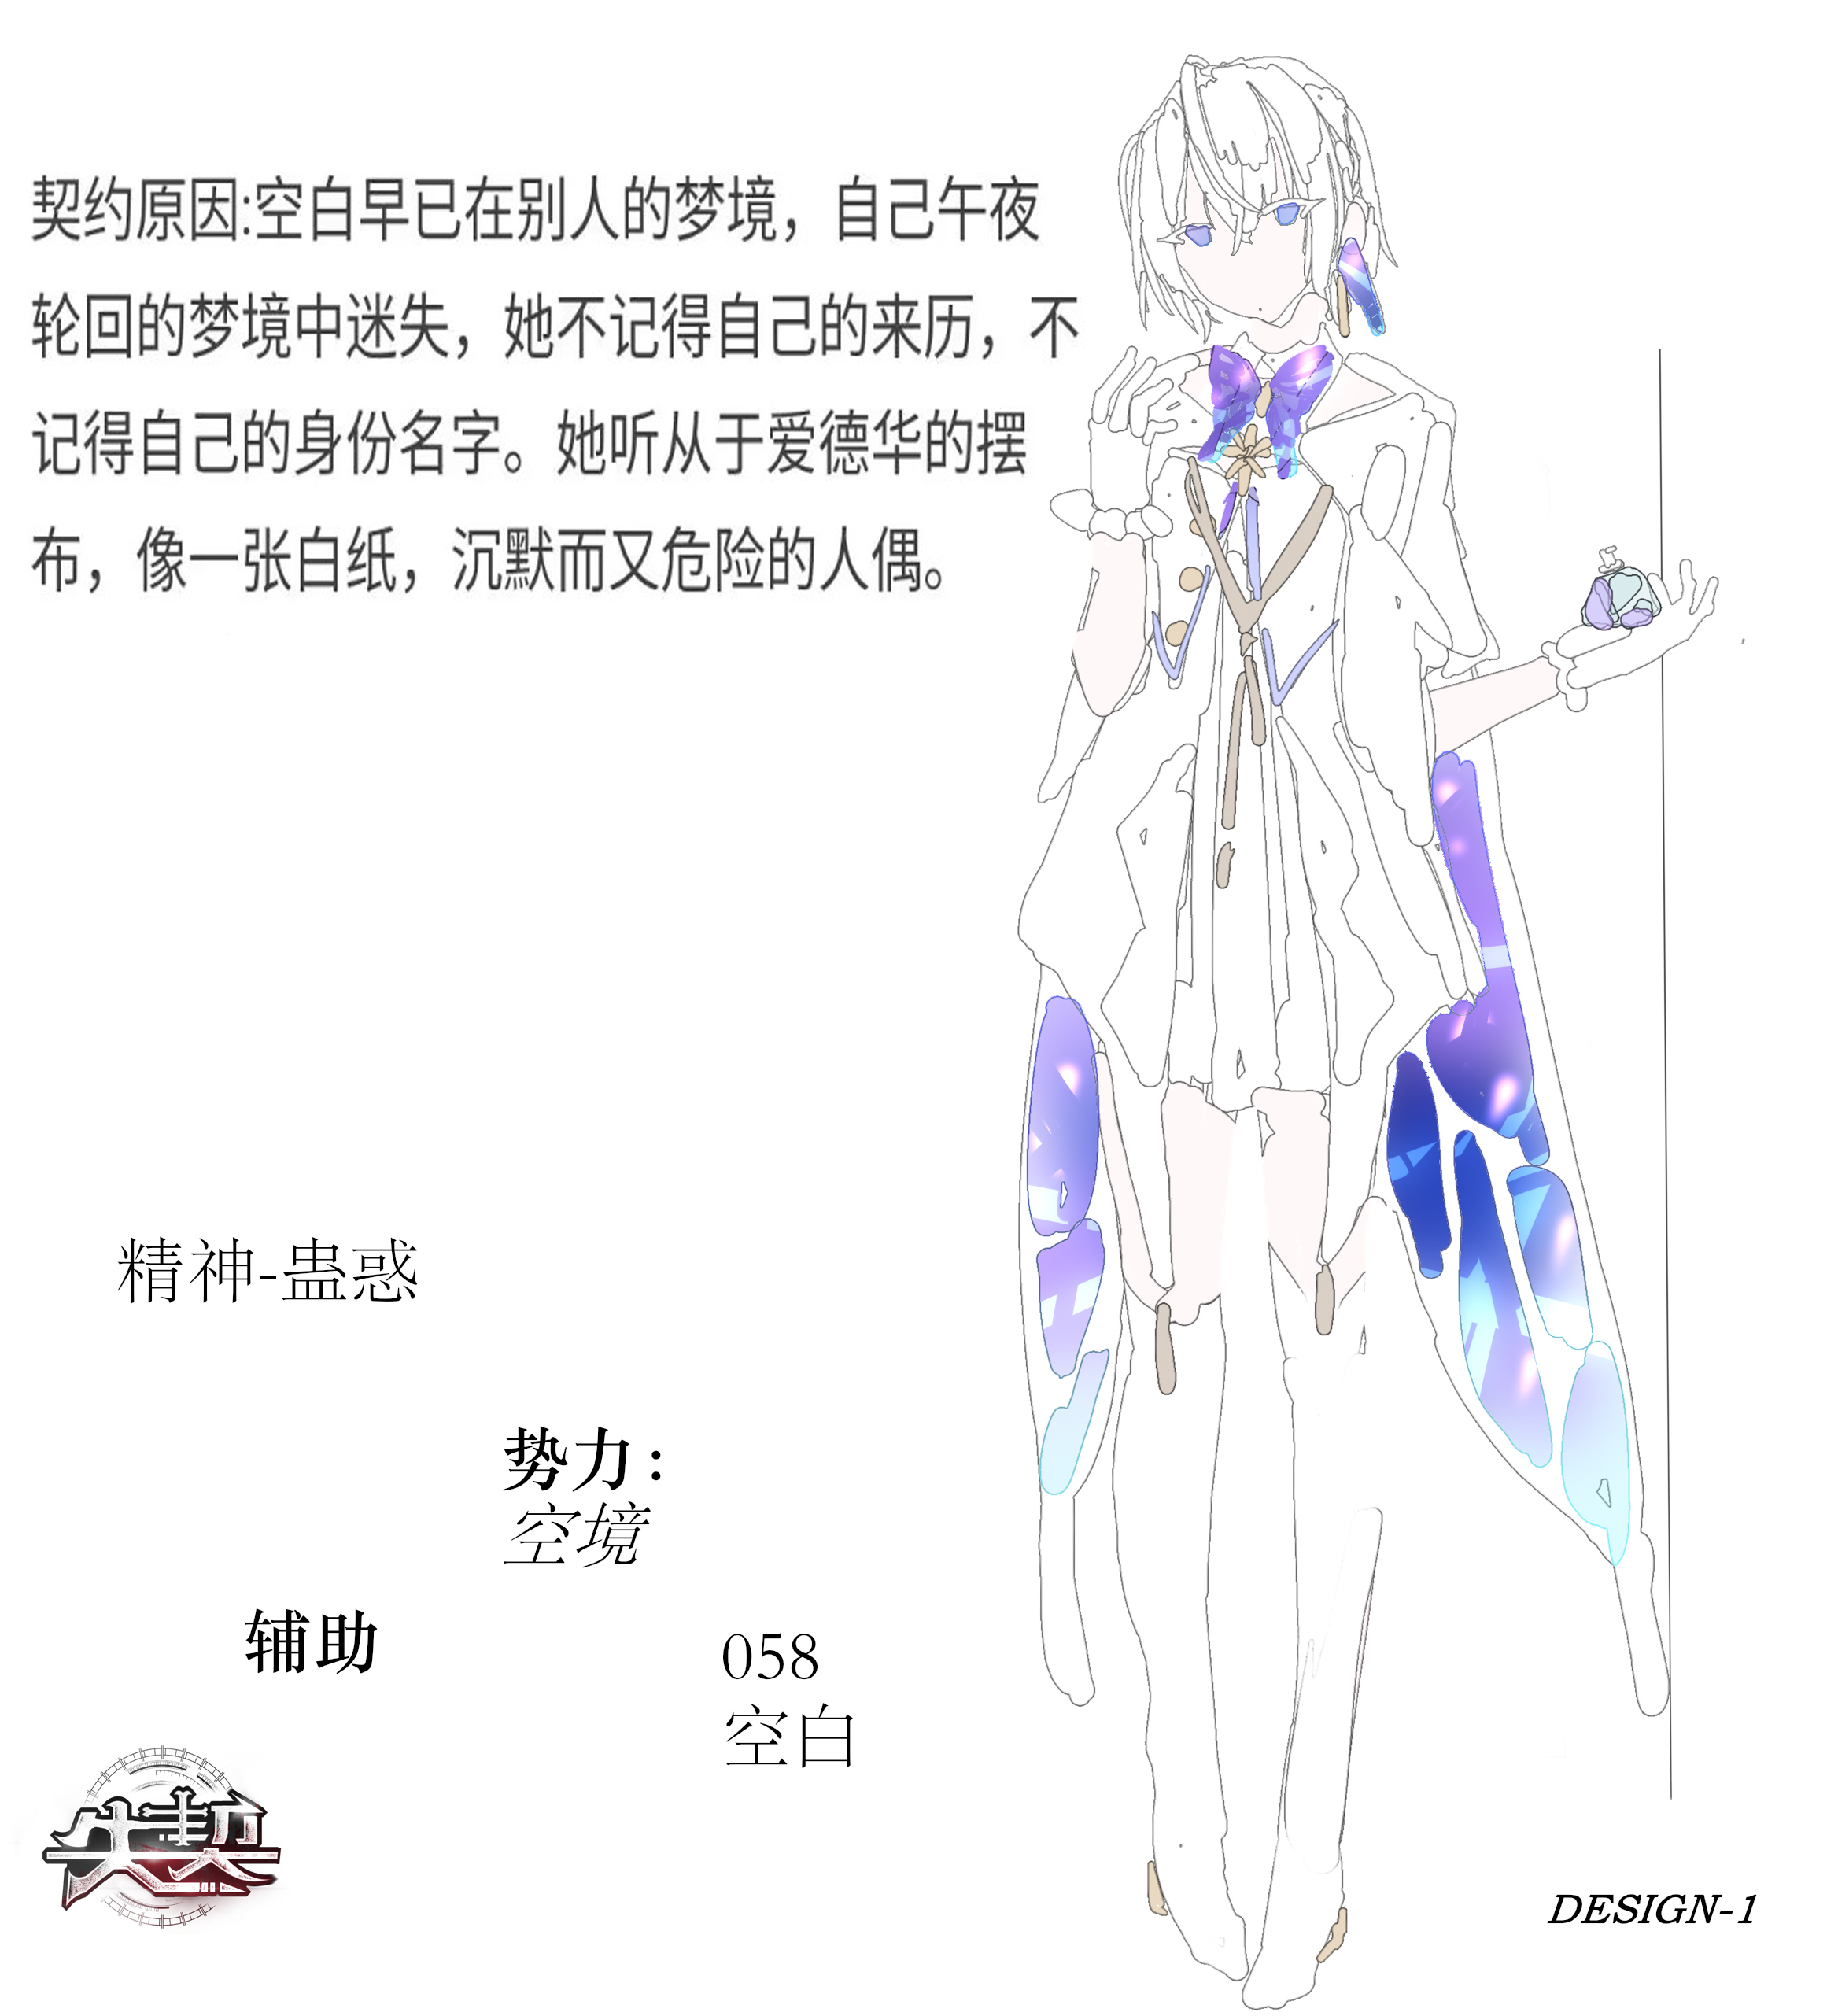 契约原因:空白早已在别人的梦境，自己午夜
轮回的梦境中迷失，她不记得自己的来历，不
记得自己的身份名字。她听从于爱德华的摆
布，像一张白纸，沉默而又危险的人偶。
精神-蛊惑
势力：
空境
辅助
058
空白
失契
DESIGN-1